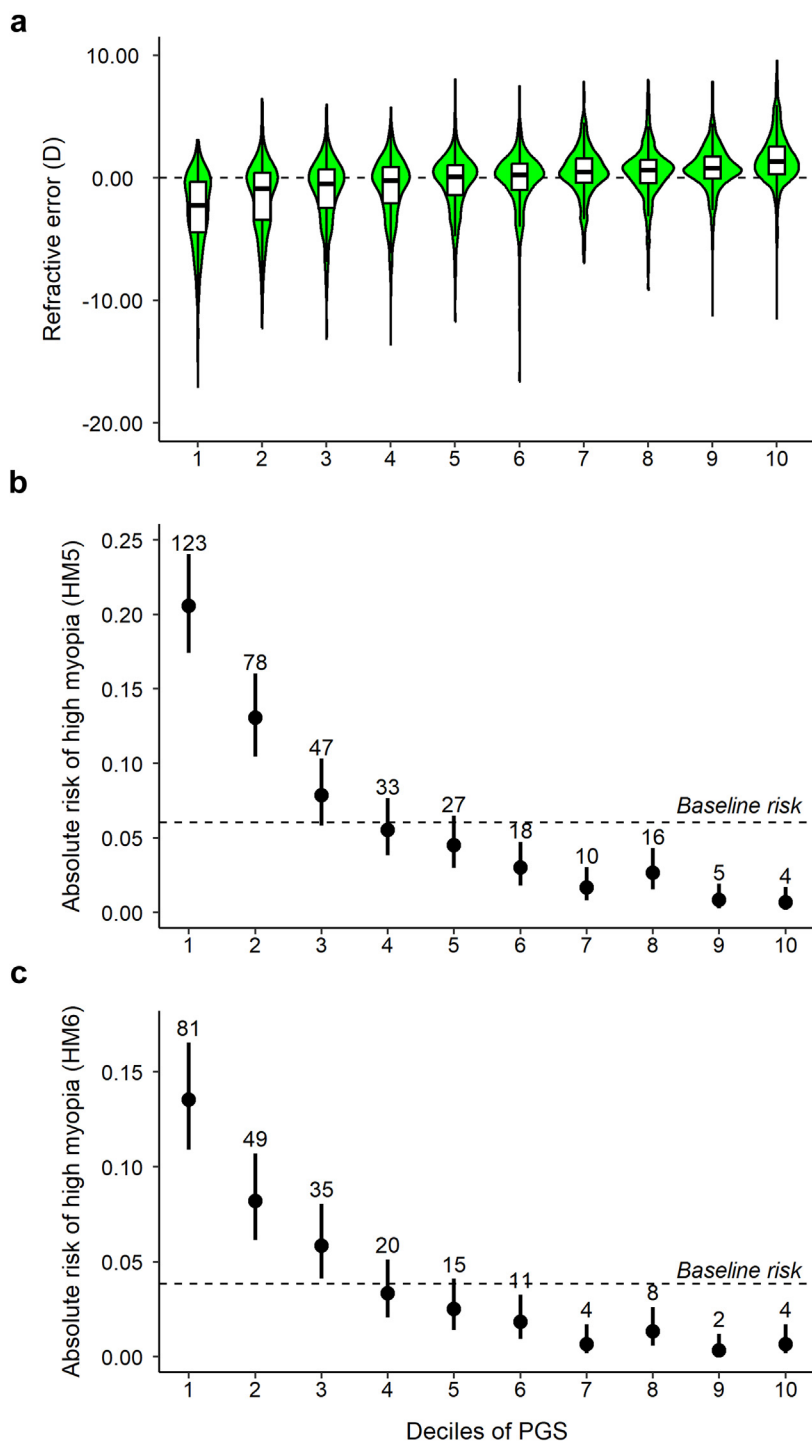 a
Refractive error (D)
10.00
0.00
-10.00
-20.00
1 2 3 4 5 6 7 8 9 10
b
Absolute risk of high myopia (HM5)
0.25
0.20
0.15
0.10
0.05
0.00
123
78
47
33
27
18
10
16
5
4
Baseline risk
1 2 3 4 5 6 7 8 9 10
c
Absolute risk of high myopia (HM6)
0.15
0.10
0.05
0.00
81
49
35
20
15
11
4
8
2
4
Baseline risk
1 2 3 4 5 6 7 8 9 10
Deciles of PGS